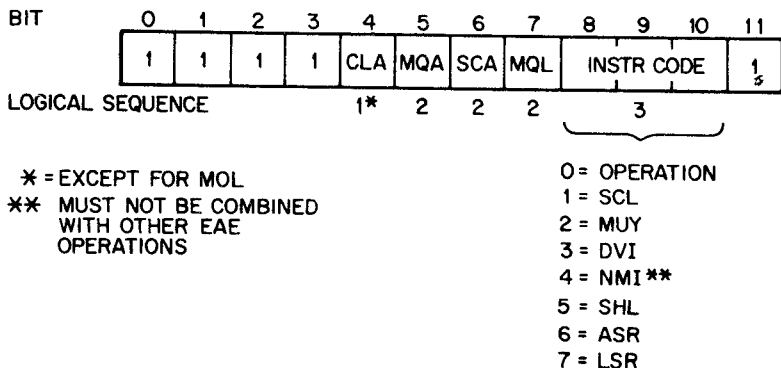 BIT 0 1 2 3 4 5 6 7 8 9 10 11
1 1 1 1 CLA MQA SCA MQL INSTR CODE 1
LOGICAL SEQUENCE 1* 2 2 2 3
* = EXCEPT FOR MOL
** MUST NOT BE COMBINED
WITH OTHER EAE
OPERATIONS
0 = OPERATION
1 = SCL
2 = MUY
3 = DVI
4 = NMI **
5 = SHL
6 = ASR
7 = LSR